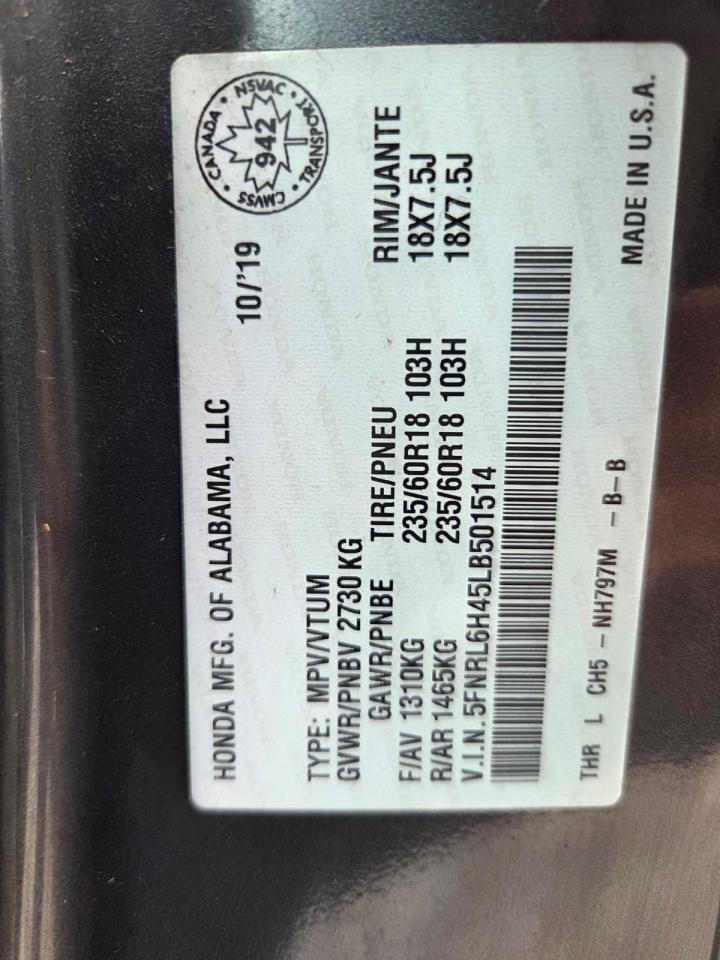 HONDA MFG. OF ALABAMA, LLC 10/'19
CANADA • NSVAC • TRANSPORT • CMVSS •
942
TYPE: MPV/VTUM
GVWR/PNBV 2730 KG
GAWR/PNBE TIRE/PNEU RIM/JANTE
F/AV 1310KG 235/60R18 103H 18X7.5J
R/AR 1465KG 235/60R18 103H 18X7.5J
V.I.N. 5FNRL6H45LB501514
THR L CH5 - NH797M - B-B
MADE IN U.S.A.